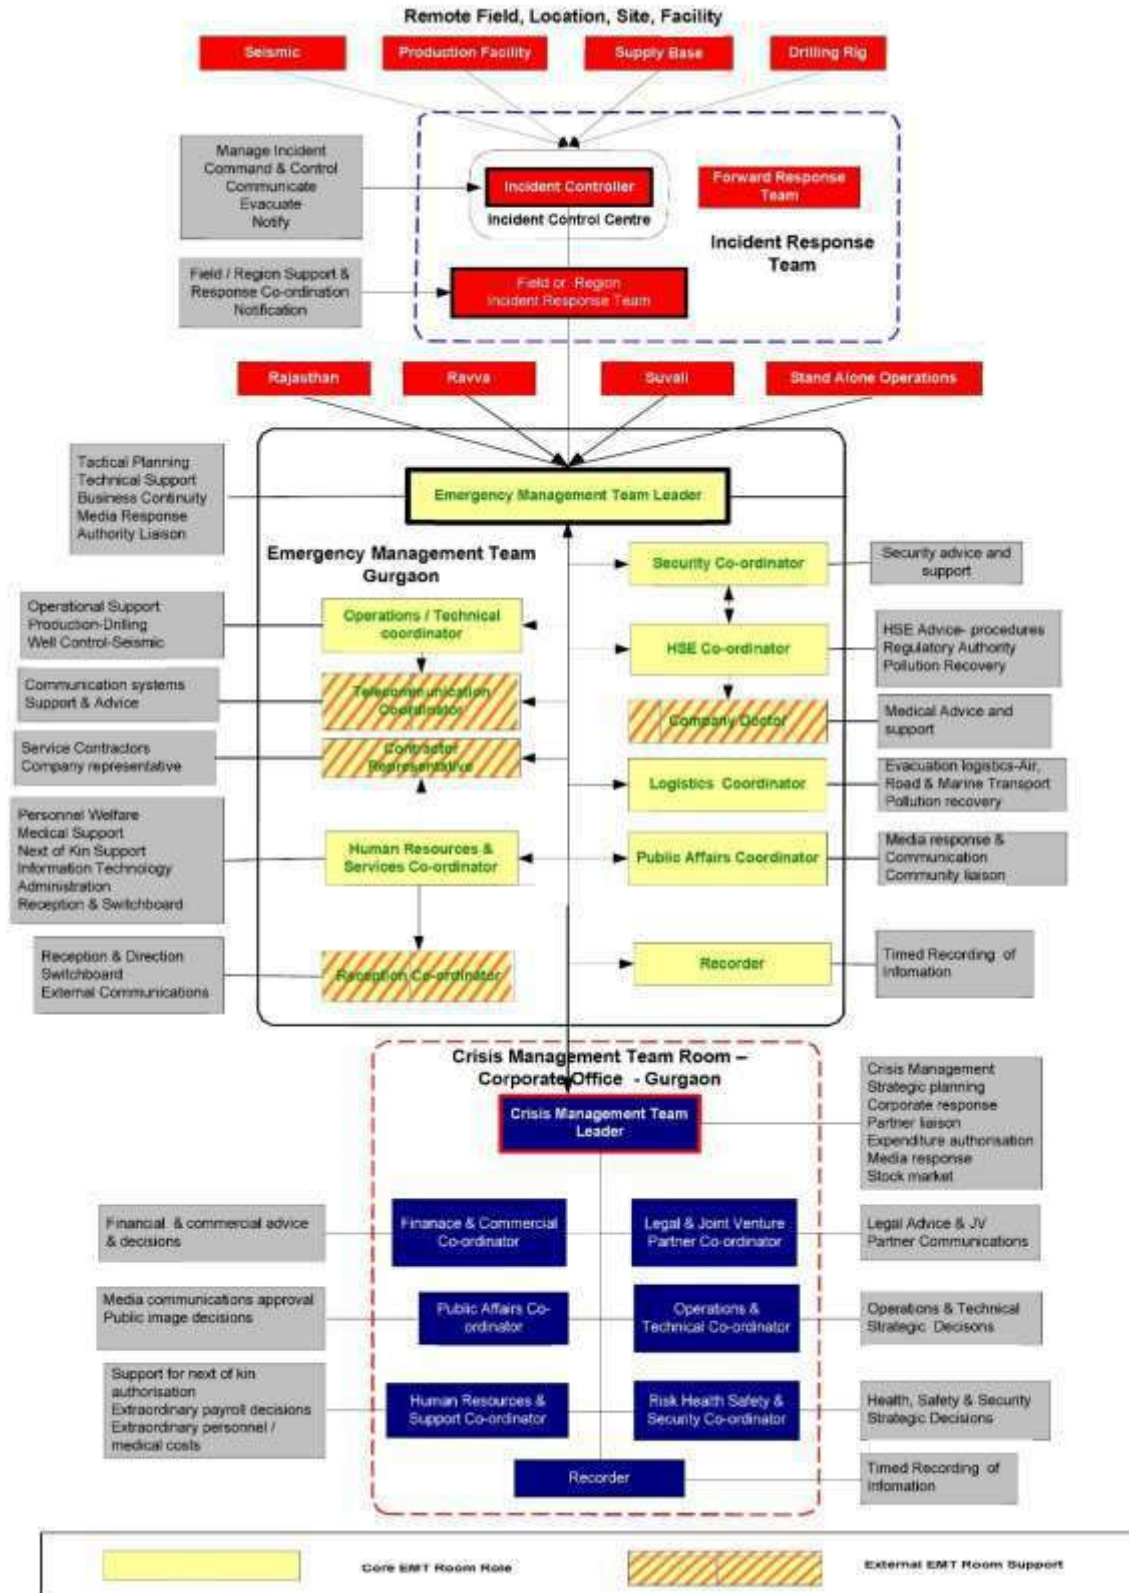 Remote Field, Location, Site, Facility
Seismic
Production Facility
Supply Base
Drilling Rig
Manage Incident
Command & Control
Communicate
Evacuate
Notify
Incident Controller
Incident Control Centre
Forward Response
Team
Incident Response
Team
Field / Region Support &
Response Co-ordination
Notification
Field or Region
Incident Response Team
Rajasthan
Ravva
Suvali
Stand Alone Operations
Tactical Planning
Technical Support
Business Continuity
Media Response
Authority Liaison
Emergency Management Team Leader
Emergency Management Team
Gurgaon
Security Co-ordinator
Security advice and
support
Operational Support
Production-Drilling
Well Control-Seismic
Operations / Technical
coordinator
HSE Co-ordinator
HSE Advice- procedures
Regulatory Authority
Pollution Recovery
Communication systems
Support & Advice
Telecommunication
Coordinator
Company Doctor
Medical Advice and
support
Service Contractors
Company representative
Contractor
Representative
Logistics Coordinator
Evacuation logistics-Air,
Road & Marine Transport
Pollution recovery
Personnel Welfare
Medical Support
Next of Kin Support
Information Technology
Administration
Reception & Switchboard
Human Resources &
Services Co-ordinator
Public Affairs Coordinator
Media response &
Communication
Community liaison
Reception & Direction
Switchboard
External Communications
Reception Co-ordinator
Recorder
Timed Recording of
Infomation
Crisis Management Team Room –
Corporate Office - Gurgaon
Crisis Management Team
Leader
Crisis Management
Strategic planning
Corporate response
Partner liaison
Expenditure authorisation
Media response
Stock market
Financial & commercial advice
& decisions
Finanace & Commercial
Co-ordinator
Legal & Joint Venture
Partner Co-ordinator
Legal Advice & JV
Partner Communications
Media communications approval
Public image decisions
Public Affairs Co-
ordinator
Operations &
Technical Co-ordinator
Operations & Technical
Strategic Decisons
Support for next of kin
authorisation
Extraordinary payroll decisions
Extraordinary personnel /
medical costs
Human Resources &
Support Co-ordinator
Risk Health Safety &
Security Co-ordinator
Health, Safety & Security
Strategic Decisions
Recorder
Timed Recording of
Infomation
Core EMT Room Role
External EMT Room Support